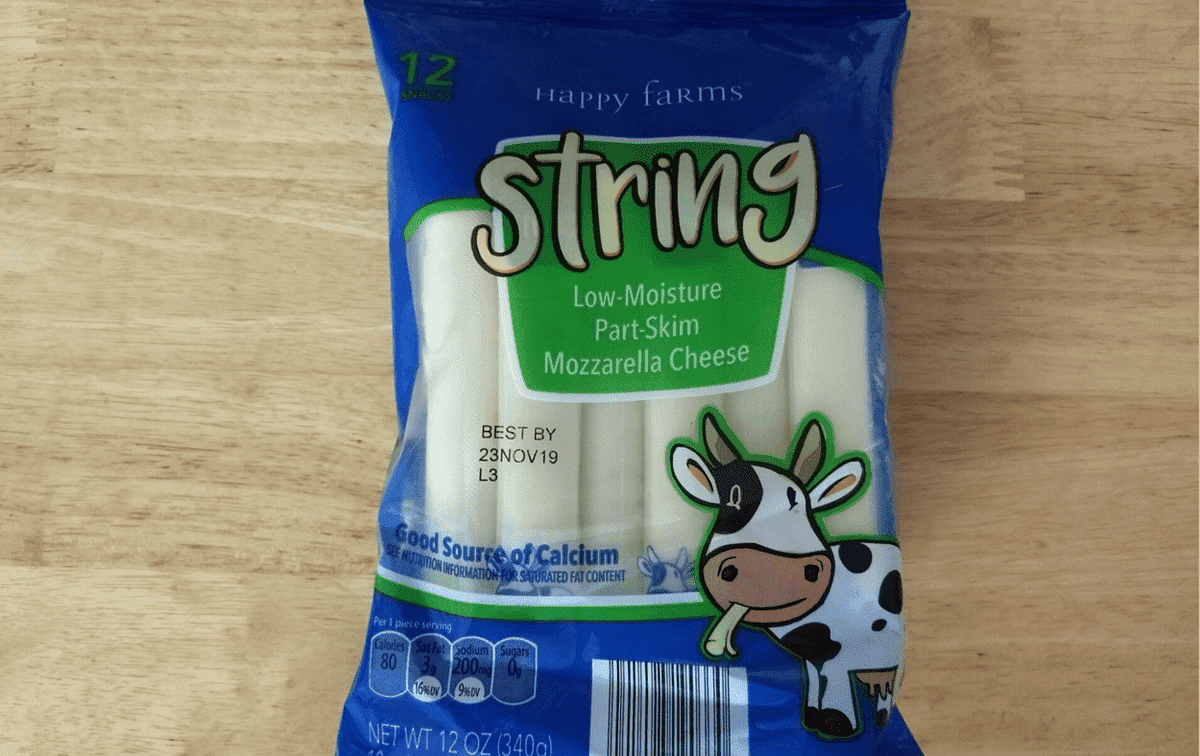 12
SNACKS
Happy Farms
string
Low-Moisture
Part-Skim
Mozzarella Cheese
BEST BY
23NOV19
L3
Good Source of Calcium
SEE NUTRITION INFORMATION FOR SATURATED FAT CONTENT
Per 1 piece serving
Calories
80
Sat Fat
3g
16% DV
Sodium
200mg
9% DV
Sugars
0g
NET WT 12 OZ (340g)